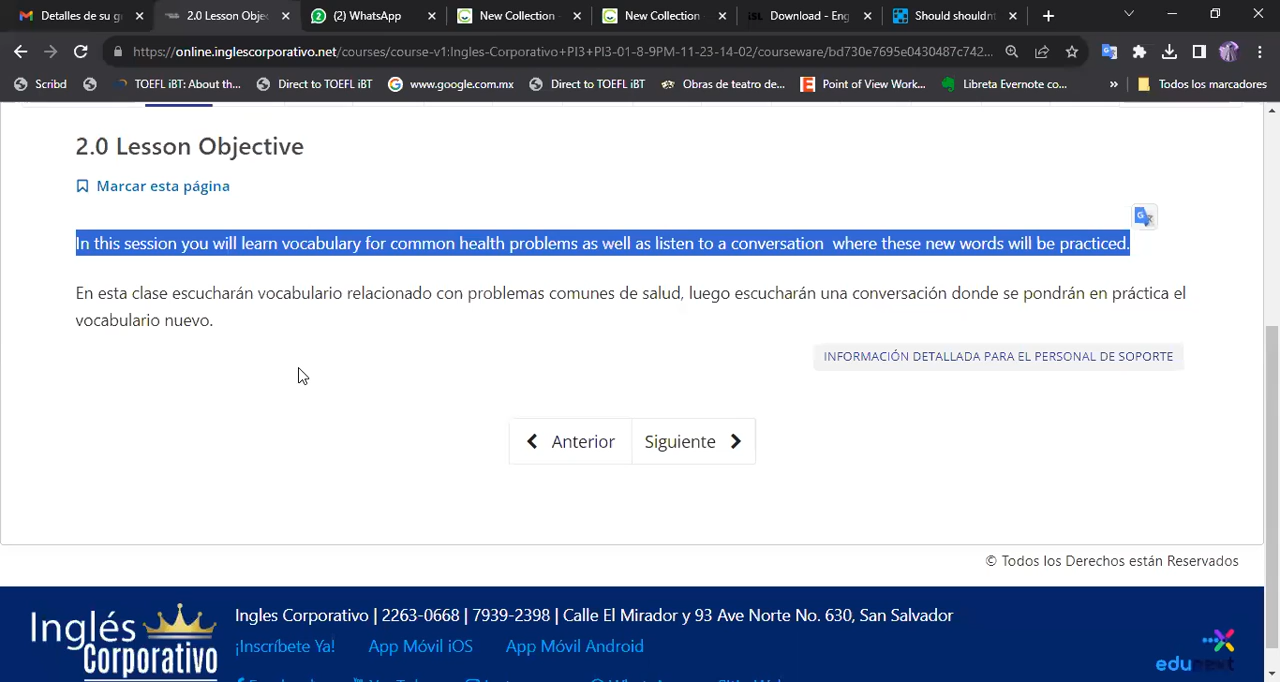 Detalles de su g
2.0 Lesson Obje
(2) WhatsApp
New Collection
New Collection
Download - Eng
Should shouldnt
https://online.inglescorporativo.net/courses/course-v1:Ingles-Corporativo+PI3+PI3-01-8-9PM-11-23-14-02/courseware/bd730e7695e0430487c742...
Scribd
TOEFL iBT: About th...
Direct to TOEFL iBT
www.google.com.mx
Direct to TOEFL iBT
Obras de teatro de...
Point of View Work...
Libreta Evernote co...
»
Todos los marcadores
2.0 Lesson Objective
Marcar esta página
In this session you will learn vocabulary for common health problems as well as listen to a conversation where these new words will be practiced.
En esta clase escucharán vocabulario relacionado con problemas comunes de salud, luego escucharán una conversación donde se pondrán en práctica el
vocabulario nuevo.
INFORMACIÓN DETALLADA PARA EL PERSONAL DE SOPORTE
Anterior
Siguiente
© Todos los Derechos están Reservados
Inglés
Corporativo
Ingles Corporativo | 2263-0668 | 7939-2398 | Calle El Mirador y 93 Ave Norte No. 630, San Salvador
¡Inscríbete Ya!
App Móvil iOS
App Móvil Android
edunext